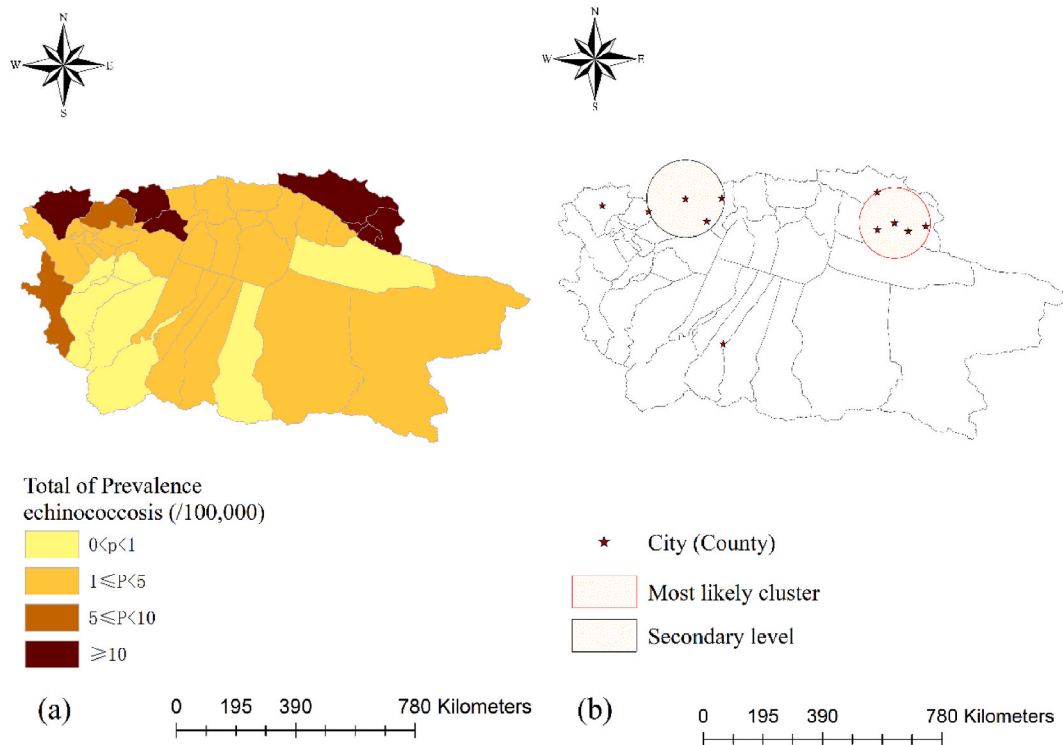 N
W E
S
N
W E
S
Total of Prevalence
echinococcosis (/100,000)
0<p<1
1≤P<5
5≤P<10
≥10
(a)
0 195 390 780 Kilometers
City (County)
Most likely cluster
Secondary level
(b)
0 195 390 780 Kilometers